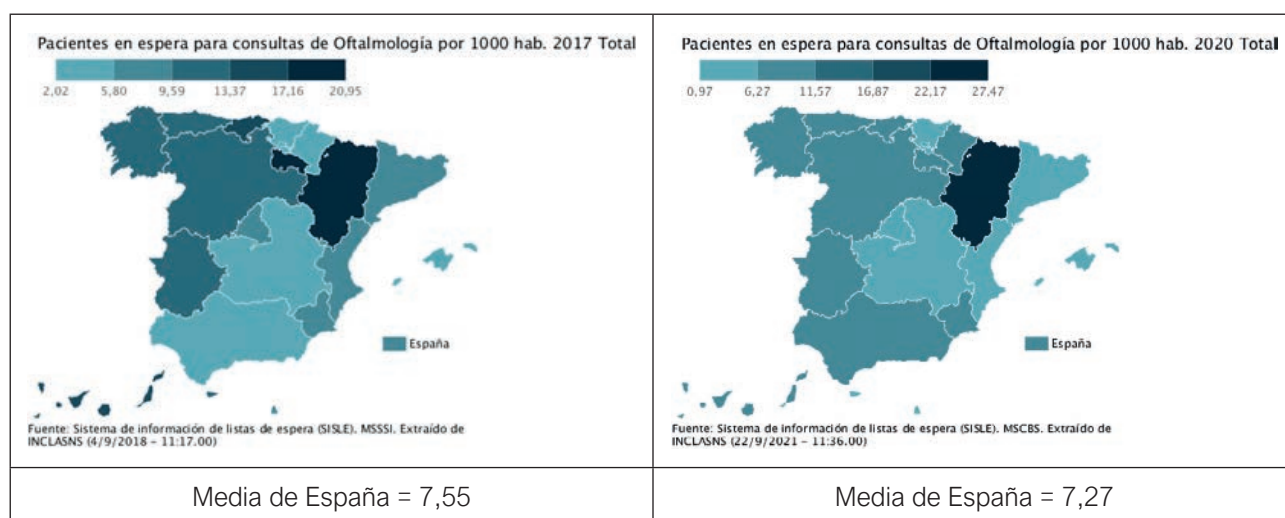 Pacientes en espera para consultas de Oftalmología por 1000 hab. 2017 Total
2,02 5,80 9,59 13,37 17,16 20,95
España
Fuente: Sistema de información de listas de espera (SISLE). MSSSI. Extraído de
INCLASNS (4/9/2018 - 11:17.00)
Media de España = 7,55
Pacientes en espera para consultas de Oftalmología por 1000 hab. 2020 Total
0,97 6,27 11,57 16,87 22,17 27,47
España
Fuente: Sistema de información de listas de espera (SISLE). MSCBS. Extraído de
INCLASNS (22/9/2021 - 11:36.00)
Media de España = 7,27